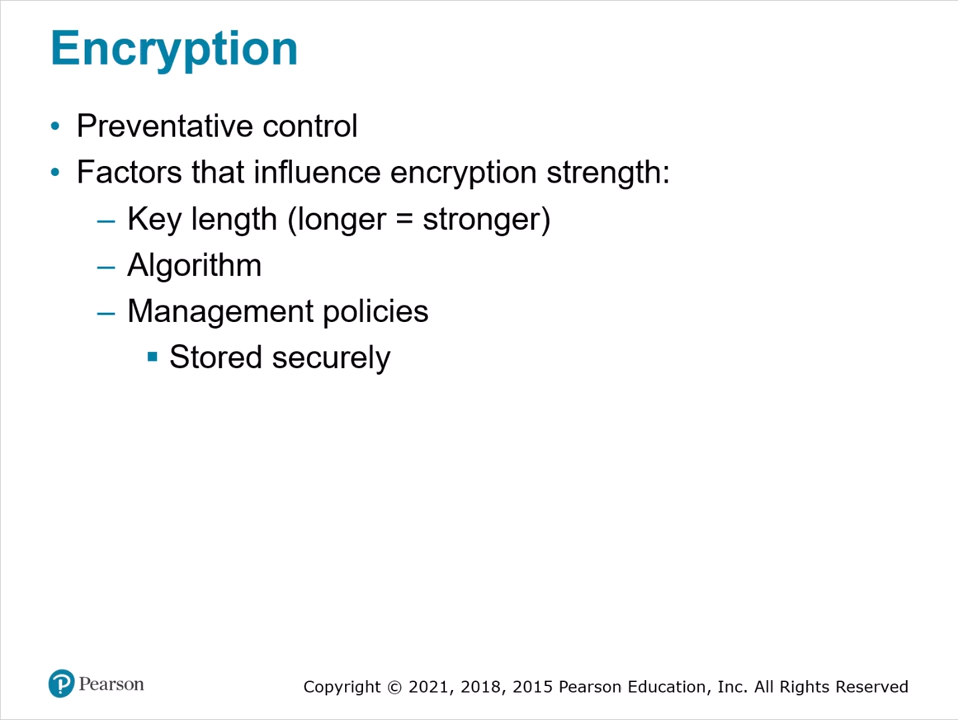 Encryption
• Preventative control
• Factors that influence encryption strength:
– Key length (longer = stronger)
– Algorithm
– Management policies
▪ Stored securely
Pearson
Copyright © 2021, 2018, 2015 Pearson Education, Inc. All Rights Reserved